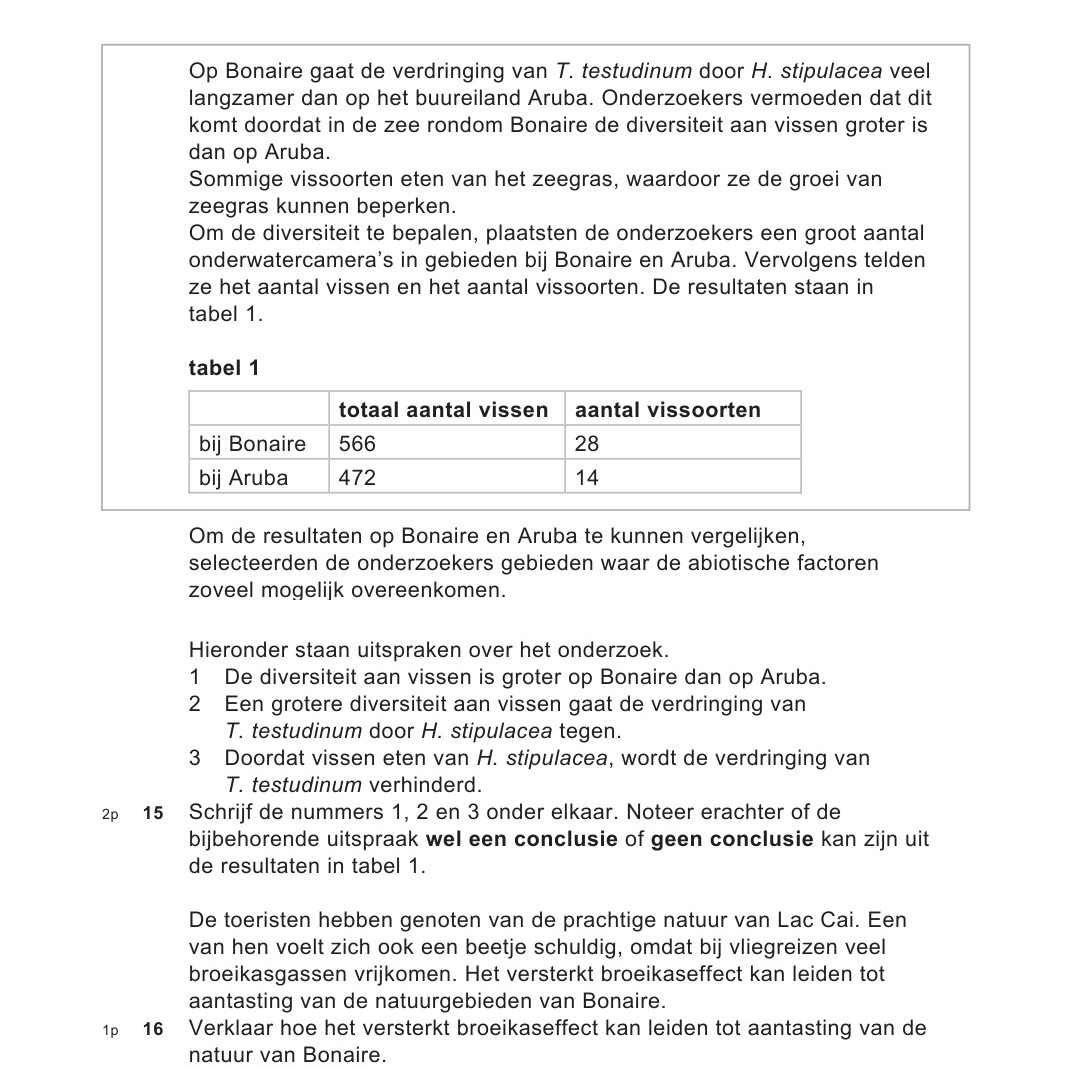 Op Bonaire gaat de verdringing van T. testudinum door H. stipulacea veel
langzamer dan op het buureiland Aruba. Onderzoekers vermoeden dat dit
komt doordat in de zee rondom Bonaire de diversiteit aan vissen groter is
dan op Aruba.
Sommige vissoorten eten van het zeegras, waardoor ze de groei van
zeegras kunnen beperken.
Om de diversiteit te bepalen, plaatsten de onderzoekers een groot aantal
onderwatercamera's in gebieden bij Bonaire en Aruba. Vervolgens telden
ze het aantal vissen en het aantal vissoorten. De resultaten staan in
tabel 1.
tabel 1
totaal aantal vissen aantal vissoorten
bij Bonaire 566 28
bij Aruba 472 14
Om de resultaten op Bonaire en Aruba te kunnen vergelijken,
selecteerden de onderzoekers gebieden waar de abiotische factoren
zoveel mogelijk overeenkomen.
Hieronder staan uitspraken over het onderzoek.
1 De diversiteit aan vissen is groter op Bonaire dan op Aruba.
2 Een grotere diversiteit aan vissen gaat de verdringing van
T. testudinum door H. stipulacea tegen.
3 Doordat vissen eten van H. stipulacea, wordt de verdringing van
T. testudinum verhinderd.
2p 15 Schrijf de nummers 1, 2 en 3 onder elkaar. Noteer erachter of de
bijbehorende uitspraak wel een conclusie of geen conclusie kan zijn uit
de resultaten in tabel 1.
De toeristen hebben genoten van de prachtige natuur van Lac Cai. Een
van hen voelt zich ook een beetje schuldig, omdat bij vliegreizen veel
broeikasgassen vrijkomen. Het versterkt broeikaseffect kan leiden tot
aantasting van de natuurgebieden van Bonaire.
1p 16 Verklaar hoe het versterkt broeikaseffect kan leiden tot aantasting van de
natuur van Bonaire.